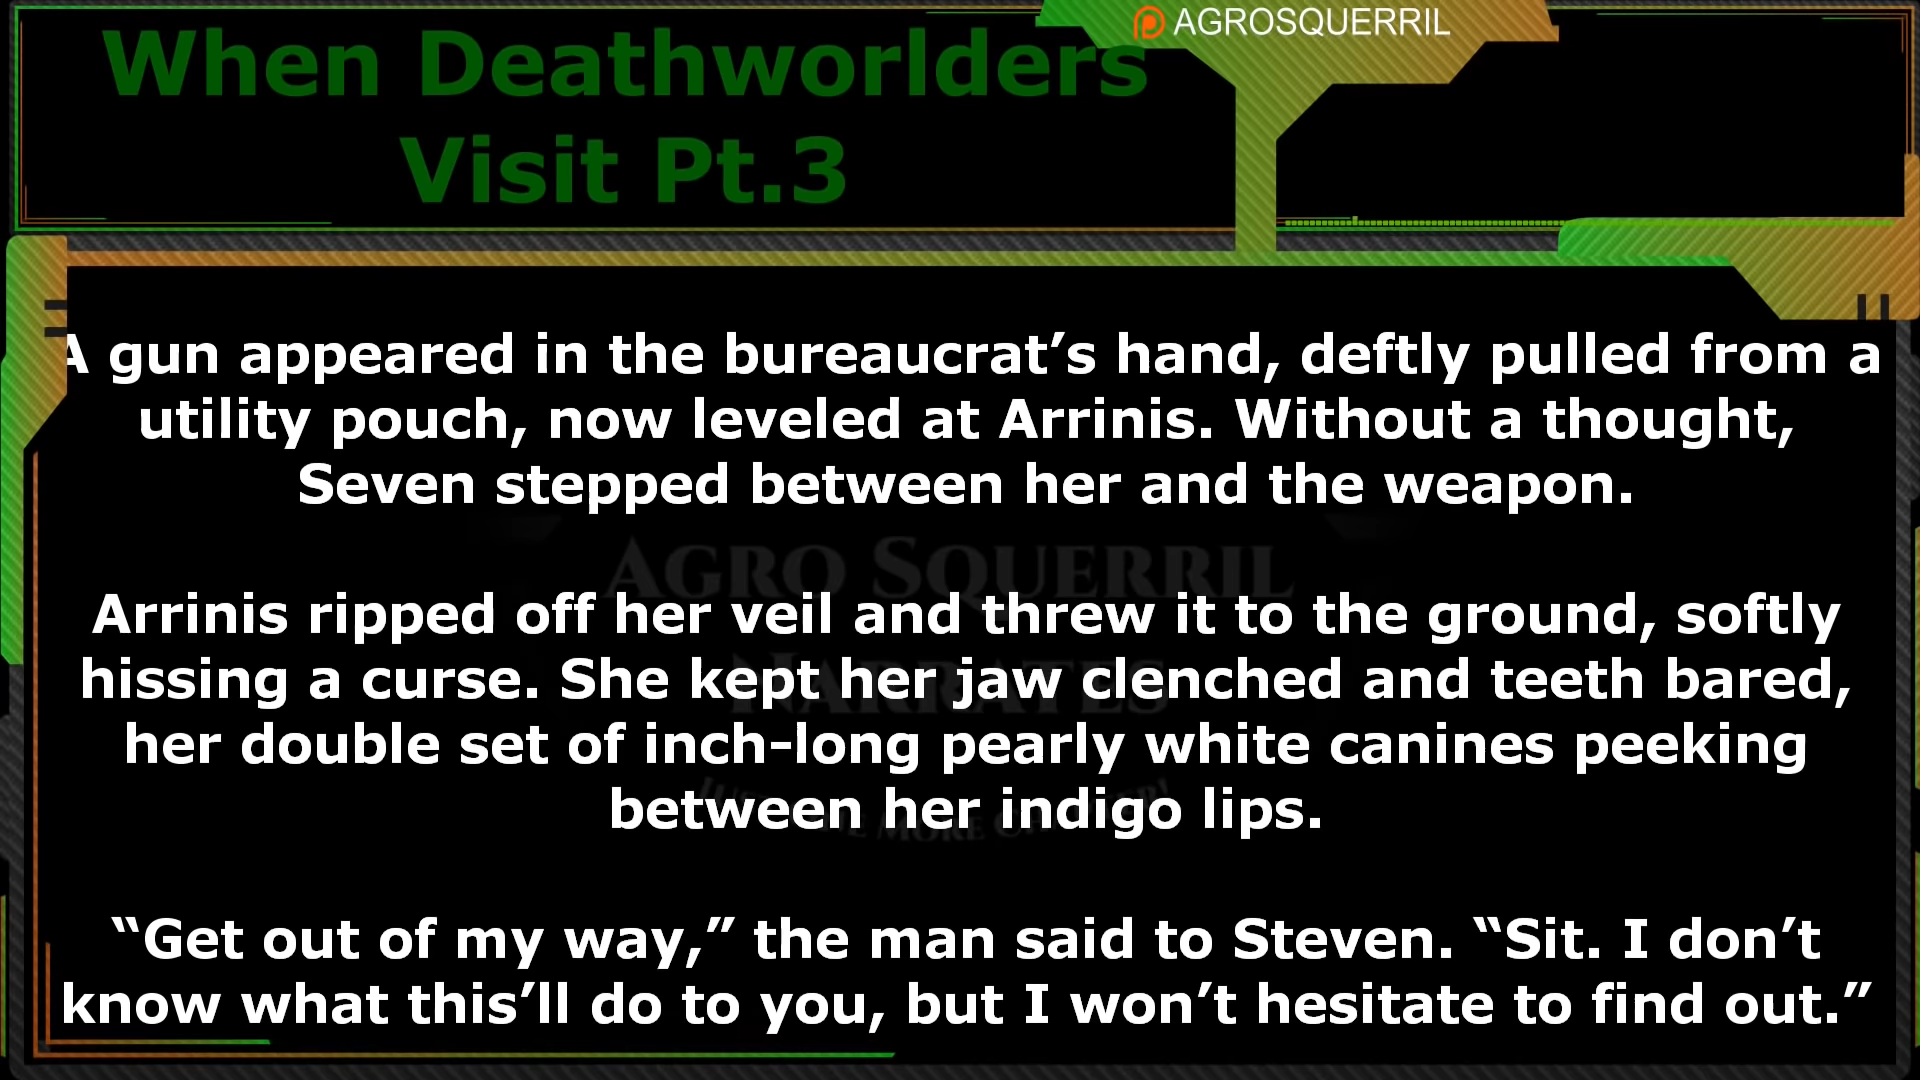 AGROSQUERRIL
When Deathworlders
Visit Pt.3
A gun appeared in the bureaucrat’s hand, deftly pulled from a
utility pouch, now leveled at Arrinis. Without a thought,
Seven stepped between her and the weapon.
AGRO SQUERRIL
Arrinis ripped off her veil and threw it to the ground, softly
hissing a curse. She kept her jaw clenched and teeth bared,
NARRATES
her double set of inch-long pearly white canines peeking
between her indigo lips.
“Get out of my way,” the man said to Steven. “Sit. I don’t
know what this’ll do to you, but I won’t hesitate to find out.”